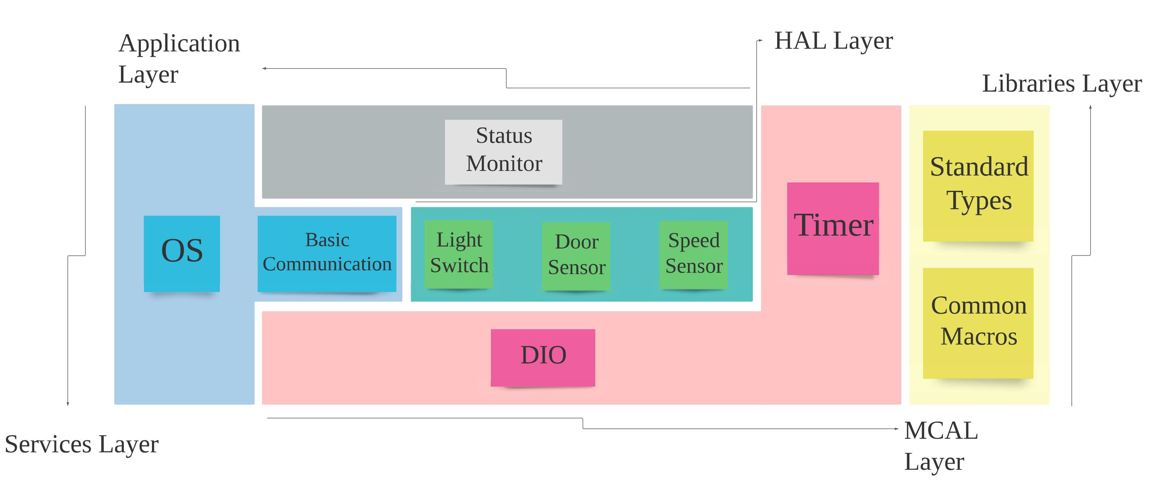 Application
Layer
HAL Layer
Libraries Layer
Status
Monitor
Standard
Types
Timer
OS
Basic
Communication
Light
Switch
Door
Sensor
Speed
Sensor
Common
Macros
DIO
Services Layer
MCAL
Layer